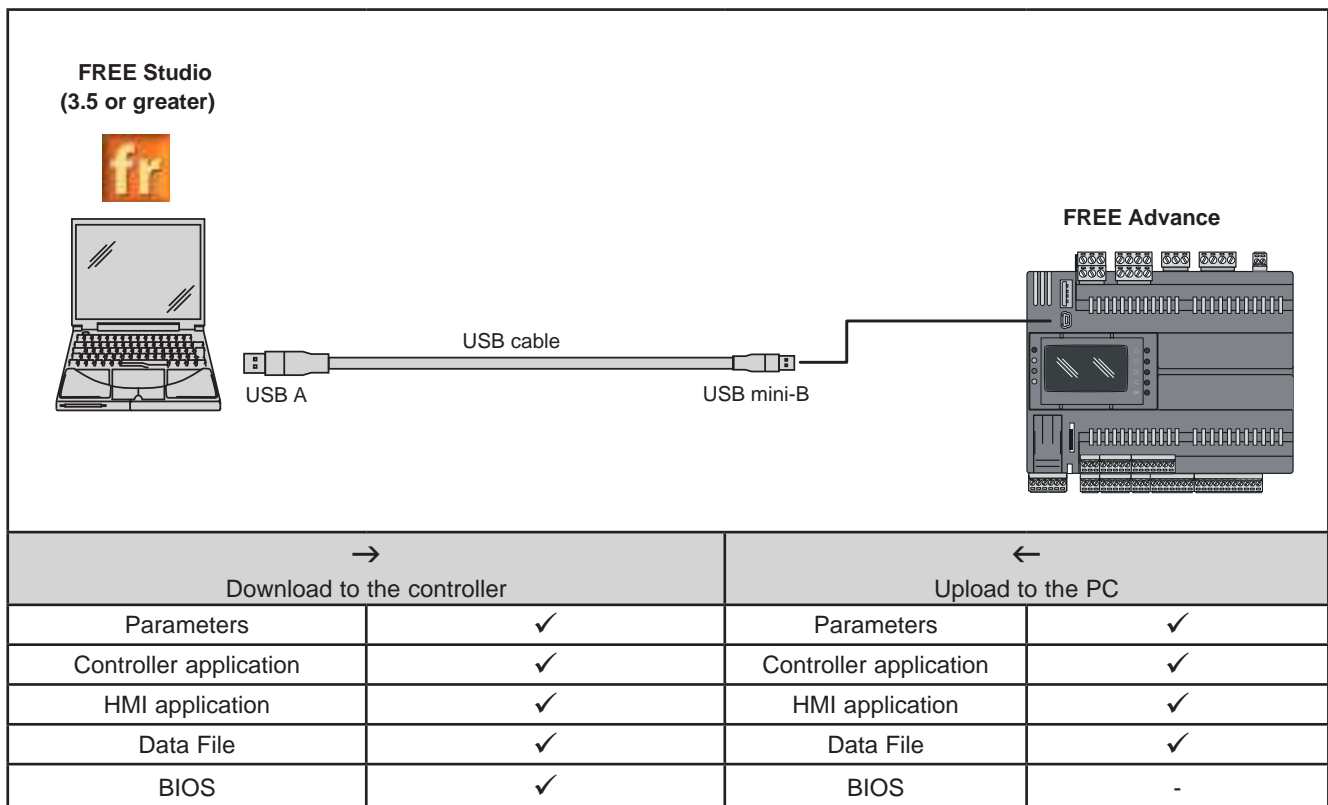 FREE Studio
(3.5 or greater)
fr
FREE Advance
USB cable
USB A
USB mini-B
→ ←
Download to the controller Upload to the PC
Parameters ✓ Parameters ✓
Controller application ✓ Controller application ✓
HMI application ✓ HMI application ✓
Data File ✓ Data File ✓
BIOS ✓ BIOS -